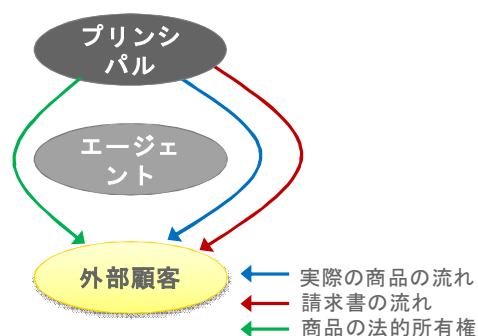 プリンシ
パル
エージェ
ント
外部顧客
実際の商品の流れ
請求書の流れ
商品の法的所有権